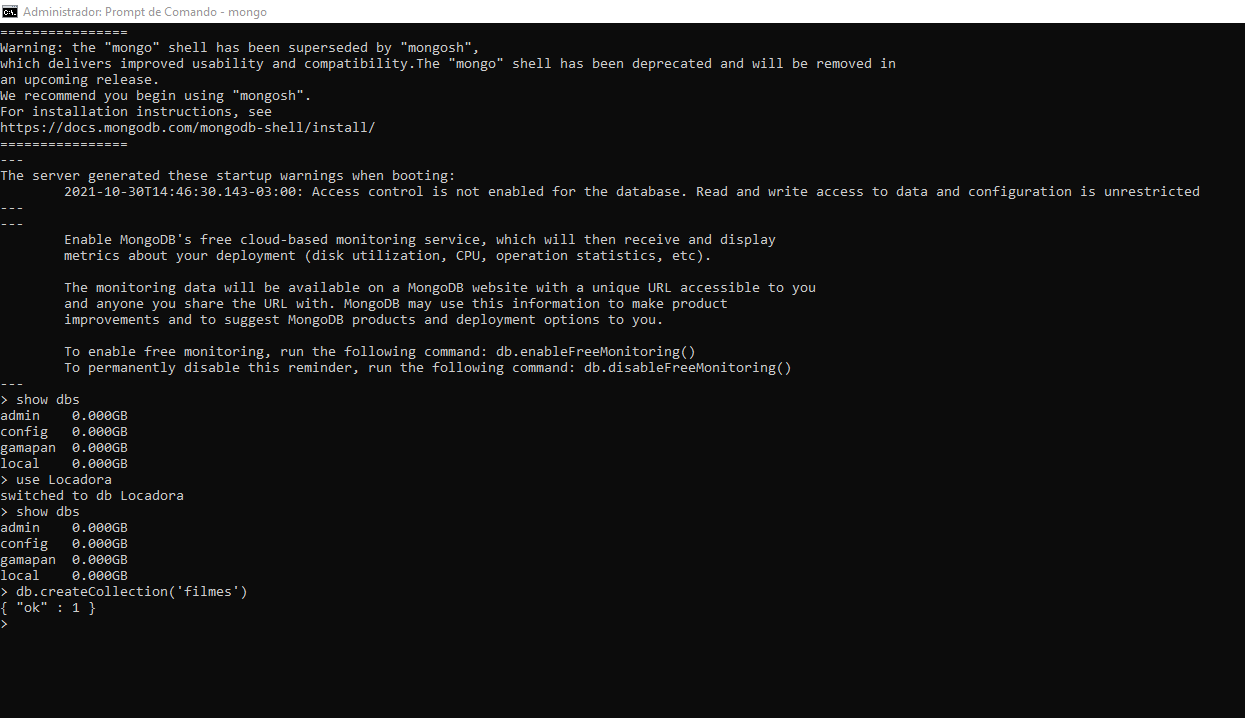 Administrador: Prompt de Comando - mongo
================
Warning: the "mongo" shell has been superseded by "mongosh",
which delivers improved usability and compatibility.The "mongo" shell has been deprecated and will be removed in
an upcoming release.
We recommend you begin using "mongosh".
For installation instructions, see
https://docs.mongodb.com/mongodb-shell/install/
================
---
The server generated these startup warnings when booting:
        2021-10-30T14:46:30.143-03:00: Access control is not enabled for the database. Read and write access to data and configuration is unrestricted
---
---
        Enable MongoDB's free cloud-based monitoring service, which will then receive and display
        metrics about your deployment (disk utilization, CPU, operation statistics, etc).

        The monitoring data will be available on a MongoDB website with a unique URL accessible to you
        and anyone you share the URL with. MongoDB may use this information to make product
        improvements and to suggest MongoDB products and deployment options to you.

        To enable free monitoring, run the following command: db.enableFreeMonitoring()
        To permanently disable this reminder, run the following command: db.disableFreeMonitoring()
---
> show dbs
admin    0.000GB
config   0.000GB
gamapan  0.000GB
local    0.000GB
> use Locadora
switched to db Locadora
> show dbs
admin    0.000GB
config   0.000GB
gamapan  0.000GB
local    0.000GB
> db.createCollection('filmes')
{ "ok" : 1 }
>